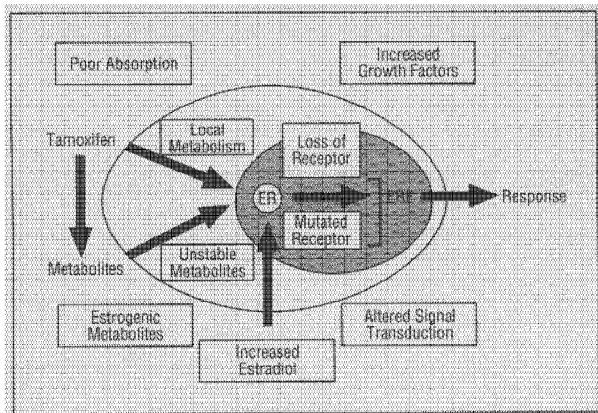 Poor Absorption
Increased
Growth Factors
Tamoxifen
Local
Metabolism
Loss of
Receptor
ER
ERE
Response
Mutated
Receptor
Metabolites
Unstable
Metabolites
Estrogenic
Metabolites
Increased
Estradiol
Altered Signal
Transduction